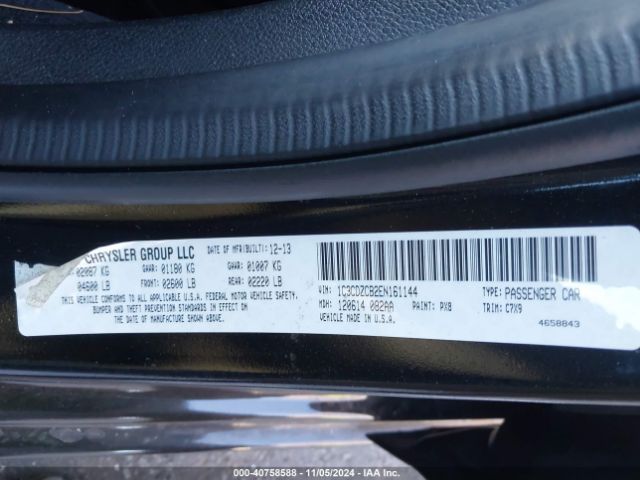 CHRYSLER GROUP LLC DATE OF MFR(BUILT): 12-13
02087 KG GAWR: 01180 KG GAWR: 01007 KG
04600 LB FRONT: 02600 LB REAR: 02220 LB
THIS VEHICLE CONFORMS TO ALL APPLICABLE U.S.A. FEDERAL MOTOR VEHICLE SAFETY,
BUMPER AND THEFT PREVENTION STANDARDS IN EFFECT ON
THE DATE OF MANUFACTURE SHOWN ABOVE.
VIN: 1C3CDZCB2EN161144 TYPE: PASSENGER CAR
MDH: 120614 082AA PAINT: PX8 TRIM: C7X9
VEHICLE MADE IN U.S.A. 4658843
000-40758588 - 11/05/2024 - IAA Inc.